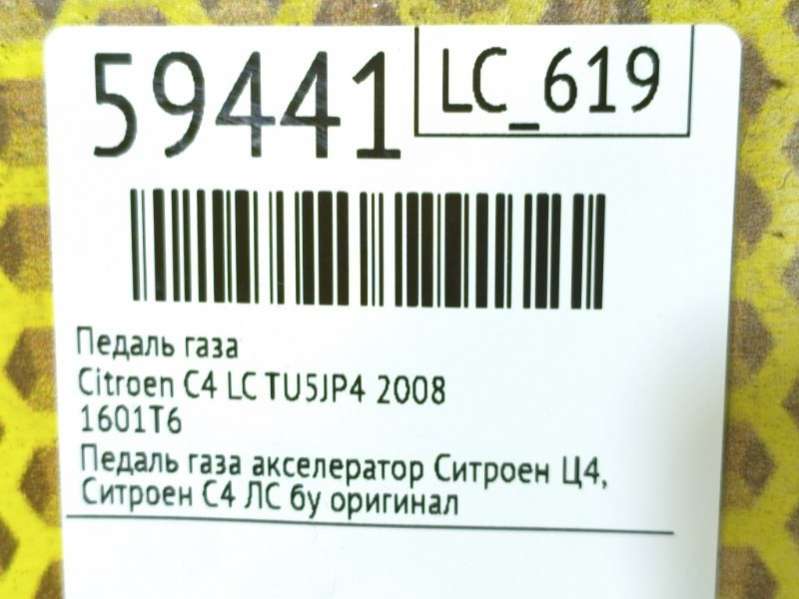 59441
LC_619
Педаль газа
Citroen C4 LC TU5JP4 2008
1601T6
Педаль газа акселератор Ситроен Ц4,
Ситроен С4 ЛС бу оригинал